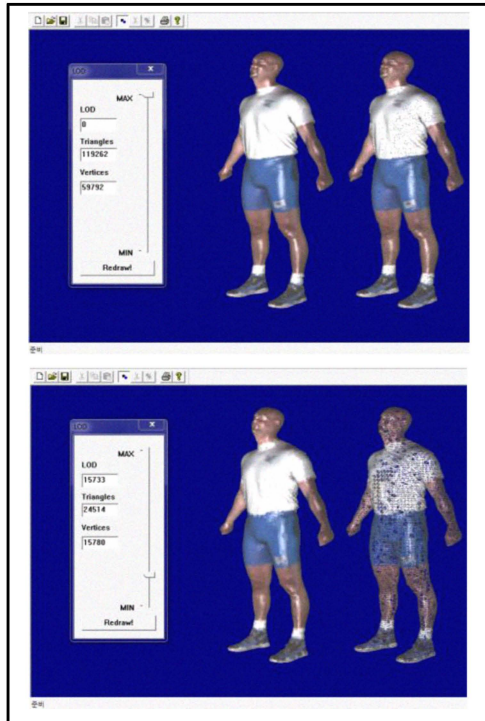 LOD
MAX
LOD
0
Triangles
119262
Vertices
59792
MIN
Redraw!
준비
LOD
MAX
LOD
15733
Triangles
24514
Vertices
15780
MIN
Redraw!
준비